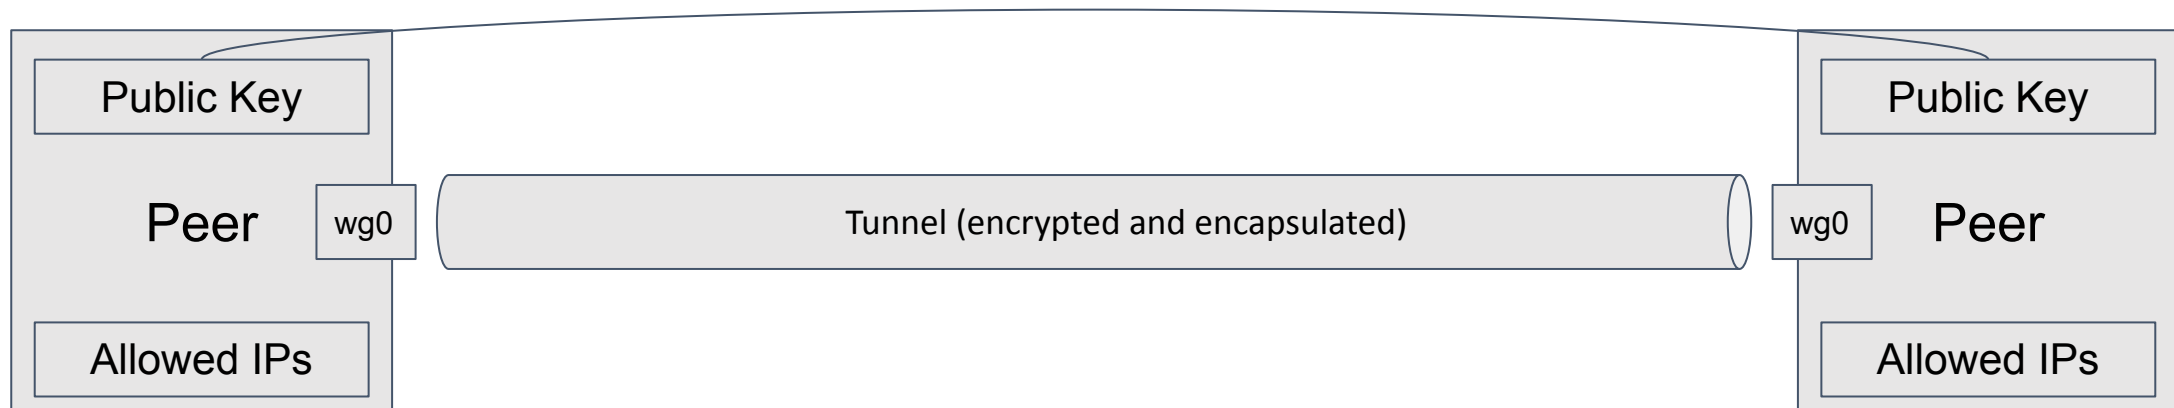 Public Key
Public Key
Peer
wg0
Tunnel (encrypted and encapsulated)
wg0
Peer
Allowed IPs
Allowed IPs